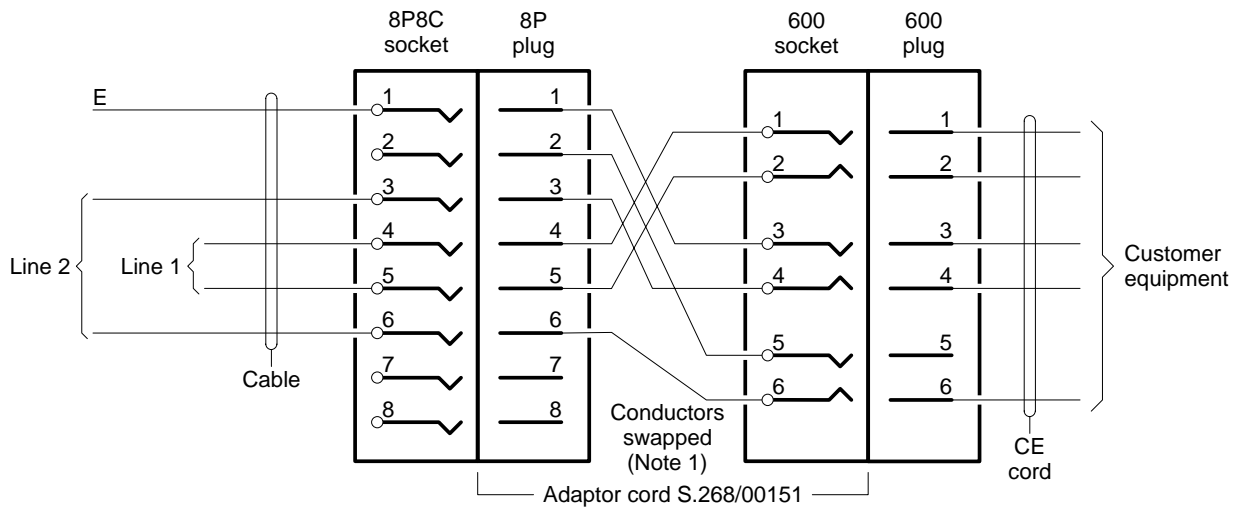 8P8C
socket
8P
plug
600
socket
600
plug
E
1
2
3
4
5
6
7
8
1
2
3
4
5
6
7
8
1
2
3
4
5
6
1
2
3
4
5
6
Line 2
Line 1
Cable
Conductors
swapped
(Note 1)
Customer
equipment
CE
cord
Adaptor cord S.268/00151